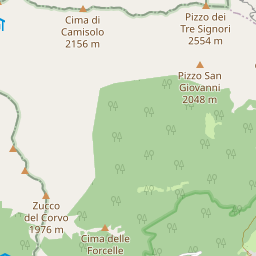 Cima di
Camisolo
2156 m
Pizzo dei
Tre Signori
2554 m
Pizzo San
Giovanni
2048 m
Zucco
del Corvo
1976 m
Cima delle
Forcelle